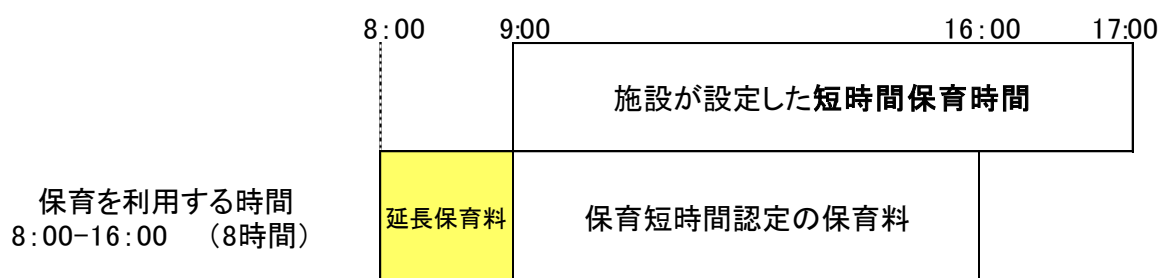 8:00 9:00 16:00 17:00
施設が設定した短時間保育時間
保育を利用する時間
8:00-16:00 （8時間）
延長保育料
保育短時間認定の保育料